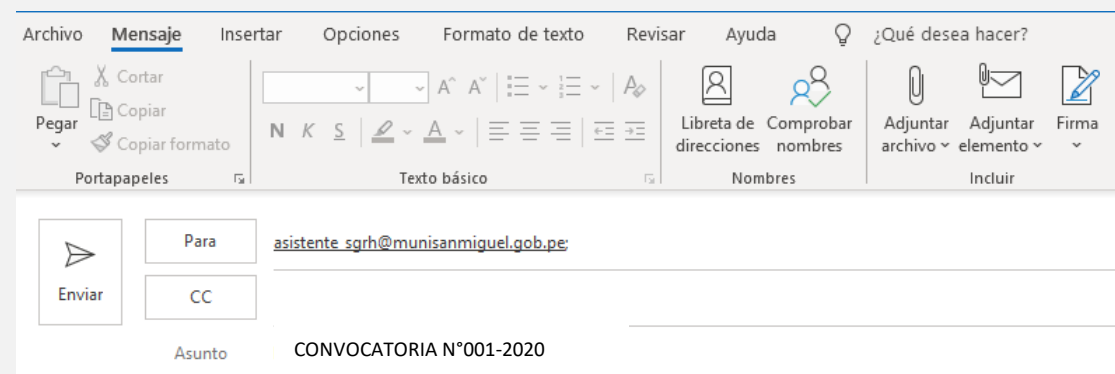 Archivo Mensaje Insertar Opciones Formato de texto Revisar Ayuda ¿Qué desea hacer?
Pegar
Cortar
Copiar
Copiar formato
Portapapeles
N K S A
Texto básico
Libreta de direcciones
Comprobar nombres
Nombres
Adjuntar archivo
Adjuntar elemento
Firma
Incluir
Enviar
Para asistente_sgrh@munisanmiguel.gob.pe;
CC
Asunto CONVOCATORIA N°001-2020